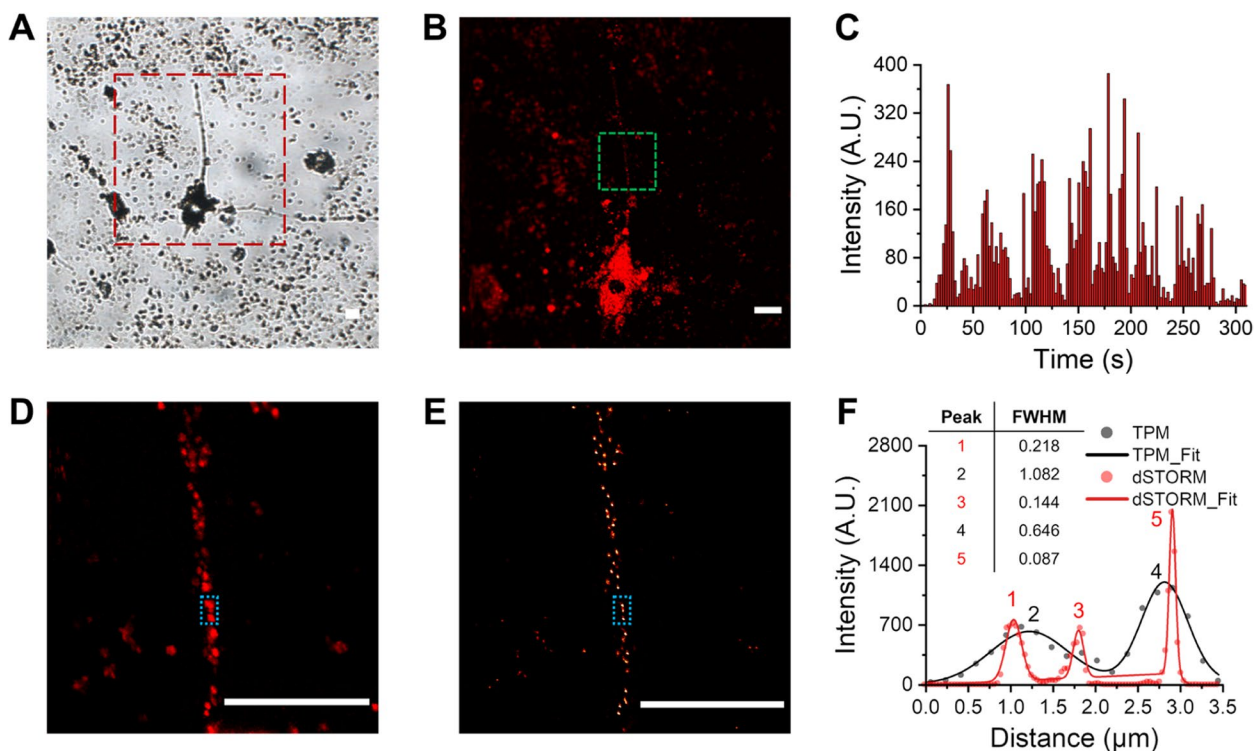 A
B
C
400
320
240
160
80
0
Intensity (A.U.)
0 50 100 150 200 250 300
Time (s)
D
E
F
Peak FWHM
1 0.218
2 1.082
3 0.144
4 0.646
5 0.087
TPM
TPM_Fit
dSTORM
dSTORM_Fit
2800
2100
1400
700
0
Intensity (A.U.)
1
2
3
4
5
0.0 0.5 1.0 1.5 2.0 2.5 3.0 3.5
Distance (μm)